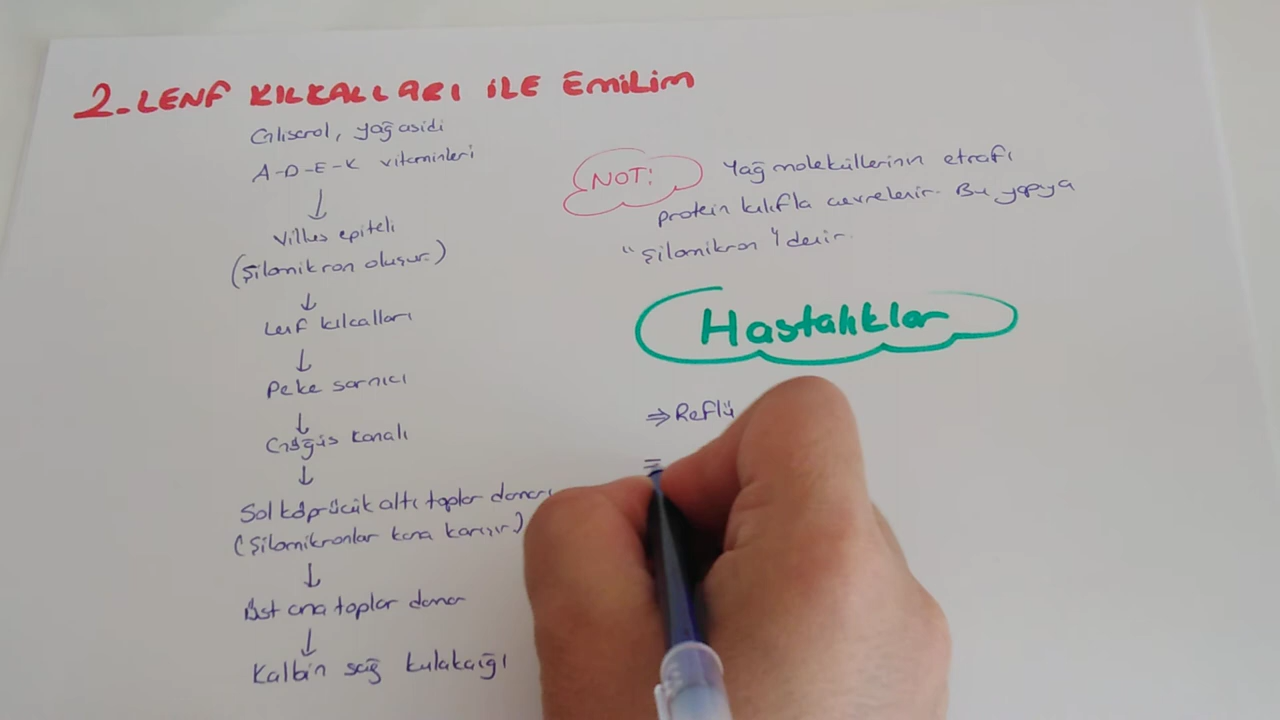 2. LENF KILKALLARI İLE EMİLİM
Gliserol, yağ asidi
A-D-E-K vitaminleri
↓
Villus epiteli
(Şilomikron oluşur.)
↓
Lenf kılcalları
↓
Peke sarnıcı
↓
Göğüs kanalı
↓
Sol köprücük altı toplar damarı
(Şilomikronlar kana karışır.)
↓
Üst ana toplar damar
↓
Kalbin sağ kulakçığı
NOT: Yağ moleküllerinin etrafı
protein kılıfla çevrelenir. Bu yapıya
"Şilomikron" denir.
Hastalıklar
⇒ Reflü